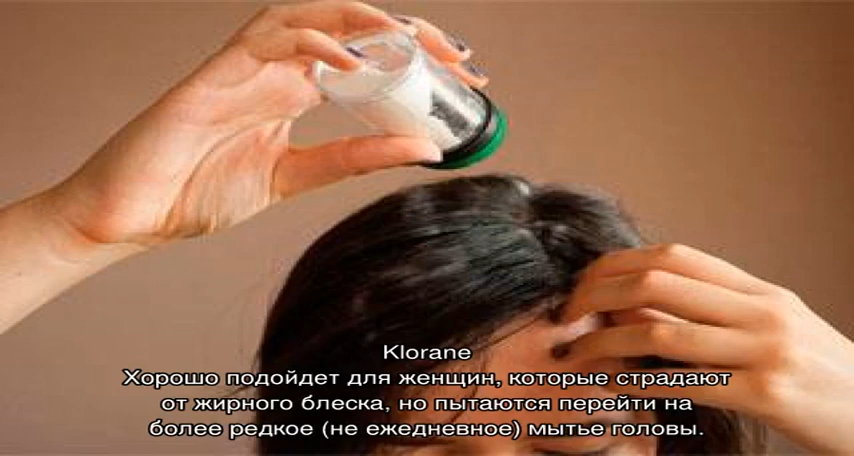 Klorane
Хорошо подойдет для женщин, которые страдают
от жирного блеска, но пытаются перейти на
более редкое (не ежедневное) мытье головы.